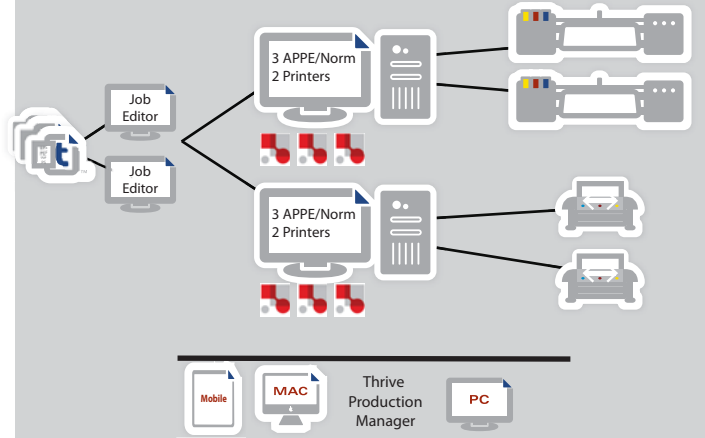 t
TM
Job
Editor
Job
Editor
3 APPE/Norm
2 Printers
3 APPE/Norm
2 Printers
Mobile
MAC
Thrive
Production
Manager
PC